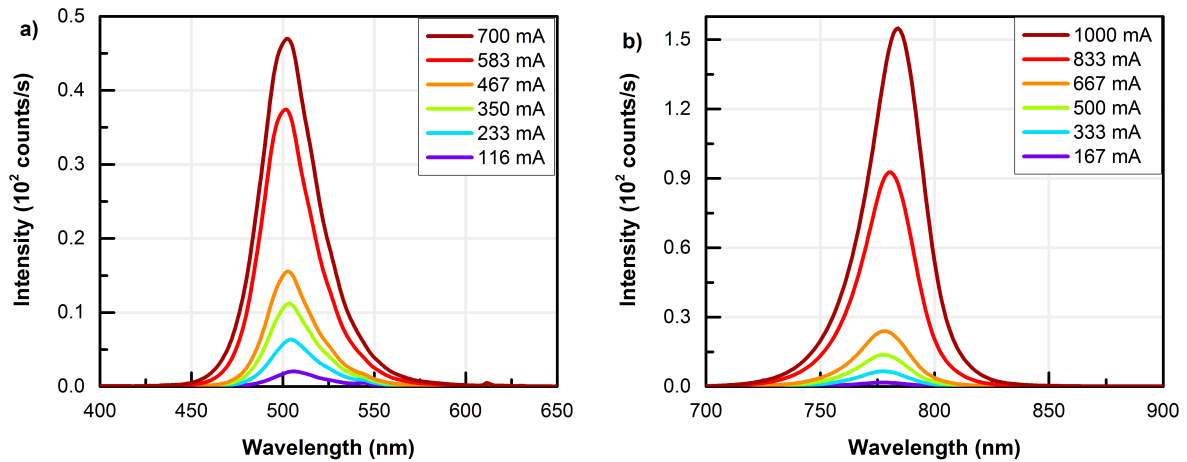 a)
0.5
0.4
0.3
0.2
0.1
0.0
Intensity (10² counts/s)
400
450
500
550
600
650
Wavelength (nm)
700 mA
583 mA
467 mA
350 mA
233 mA
116 mA
b)
1.5
1.2
0.9
0.6
0.3
0.0
Intensity (10² counts/s)
700
750
800
850
900
Wavelength (nm)
1000 mA
833 mA
667 mA
500 mA
333 mA
167 mA